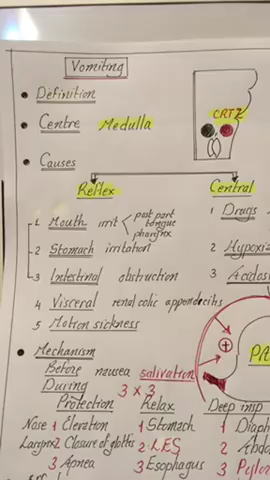 Vomiting
• Definition
• Centre Medulla
CRTZ
• Causes
Reflex
Central
1. Mouth irrit < post part tongue pharynx
2 Stomach irritation
3 Intestinal obstruction
4 Visceral renal colic appendicitis
5 Motion sickness
1 Drugs
2 Hypoxi
3 Acidos
• Mechanism
Before nausea salivation
During 3 x 3
Protection Relax Deep insp
Nose 1 Elevation 1 Stomach 1 Diaph
Larynx 2 Closure of glottis 2 LES 2 Abdo
3 Apnea 3 Esophagus 3 Pylor